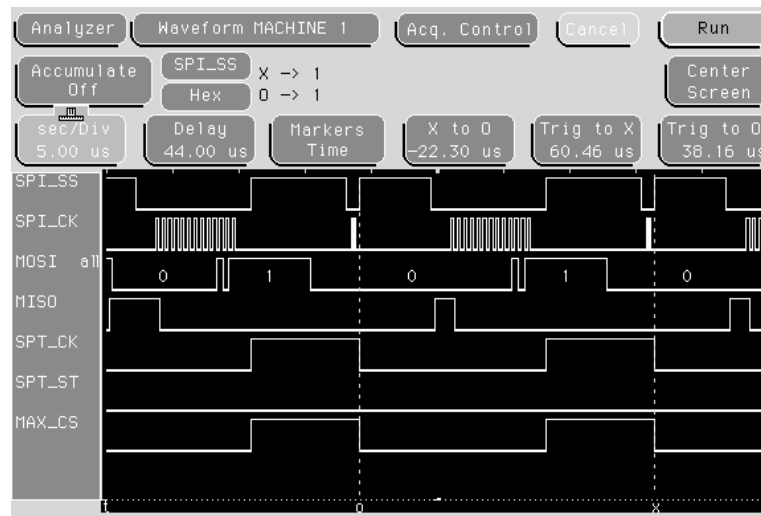 Analyzer Waveform MACHINE 1 Acq. Control Cancel Run
Accumulate Off SPI_SS X -> 1 Center Screen
Hex O -> 1
sec/Div Delay Markers X to O Trig to X Trig to O
5.00 us 44.00 us Time -22.30 us 60.46 us 38.16 us
SPI_SS
SPI_CK
MOSI all 0 1 0 1 0
MISO
SPT_CK
SPT_ST
MAX_CS
t O X